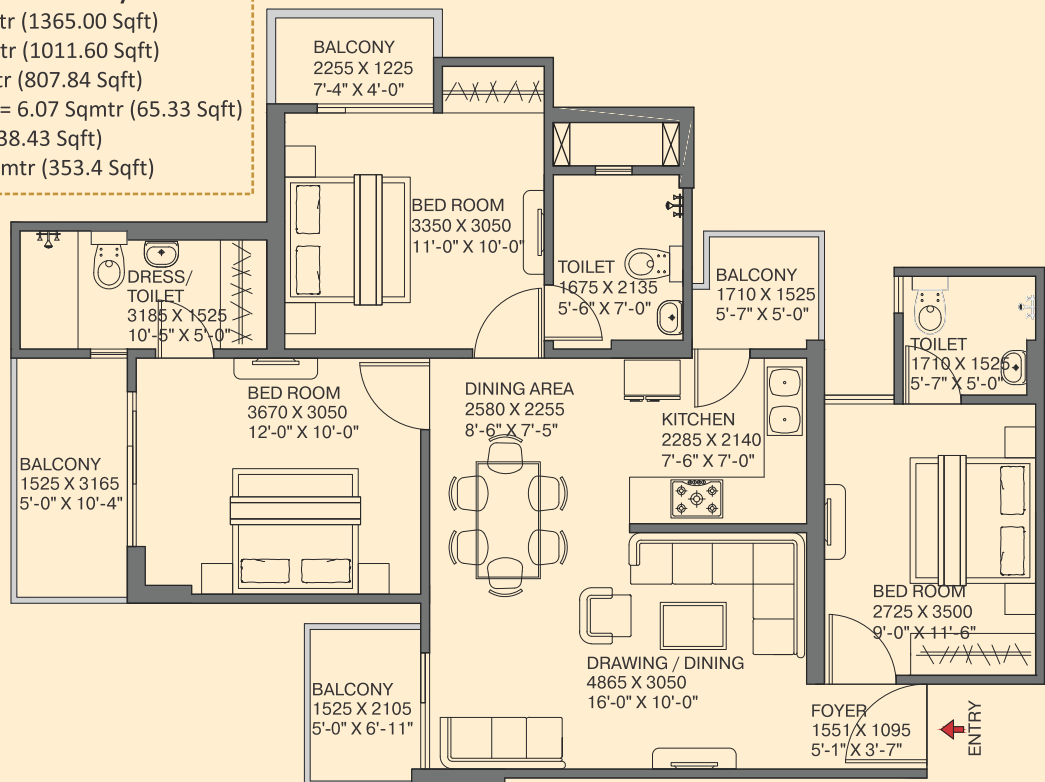 tr (1365.00 Sqft)
tr (1011.60 Sqft)
tr (807.84 Sqft)
= 6.07 Sqmtr (65.33 Sqft)
38.43 Sqft)
mtr (353.4 Sqft)
BALCONY
2255 X 1225
7'-4" X 4'-0"
BED ROOM
3350 X 3050
11'-0" X 10'-0"
TOILET
1675 X 2135
5'-6" X 7'-0"
BALCONY
1710 X 1525
5'-7" X 5'-0"
DRESS/
TOILET
3185 X 1525
10'-5" X 5'-0"
TOILET
1710 X 1525
5'-7" X 5'-0"
BED ROOM
3670 X 3050
12'-0" X 10'-0"
DINING AREA
2580 X 2255
8'-6" X 7'-5"
KITCHEN
2285 X 2140
7'-6" X 7'-0"
BALCONY
1525 X 3165
5'-0" X 10'-4"
BED ROOM
2725 X 3500
9'-0" X 11'-6"
DRAWING / DINING
4865 X 3050
16'-0" X 10'-0"
BALCONY
1525 X 2105
5'-0" X 6'-11"
FOYER
1551 X 1095
5'-1" X 3'-7"
ENTRY